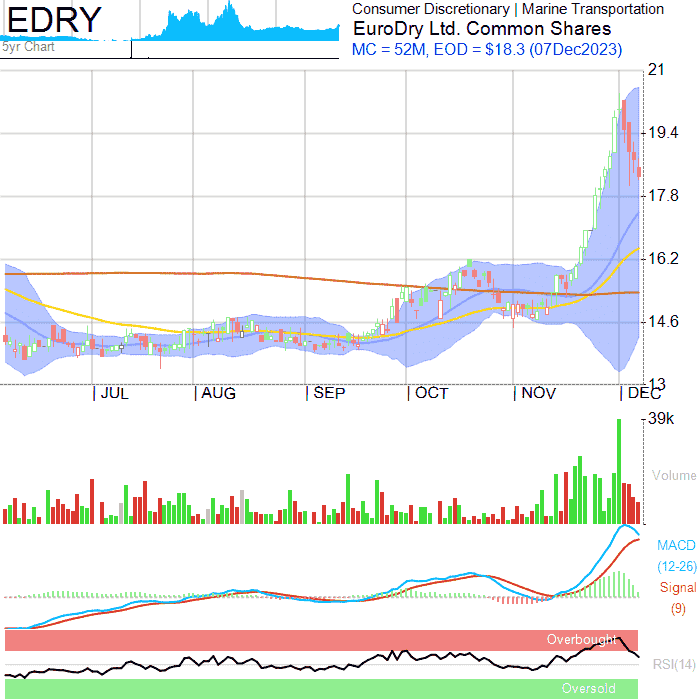 EDRY
5yr Chart
Consumer Discretionary | Marine Transportation
EuroDry Ltd. Common Shares
MC = 52M, EOD = $18.3 (07Dec2023)
21
19.4
17.8
16.2
14.6
13
JUL AUG SEP OCT NOV DEC
39k
Volume
MACD
(12-26)
Signal
(9)
Overbought
RSI(14)
Oversold